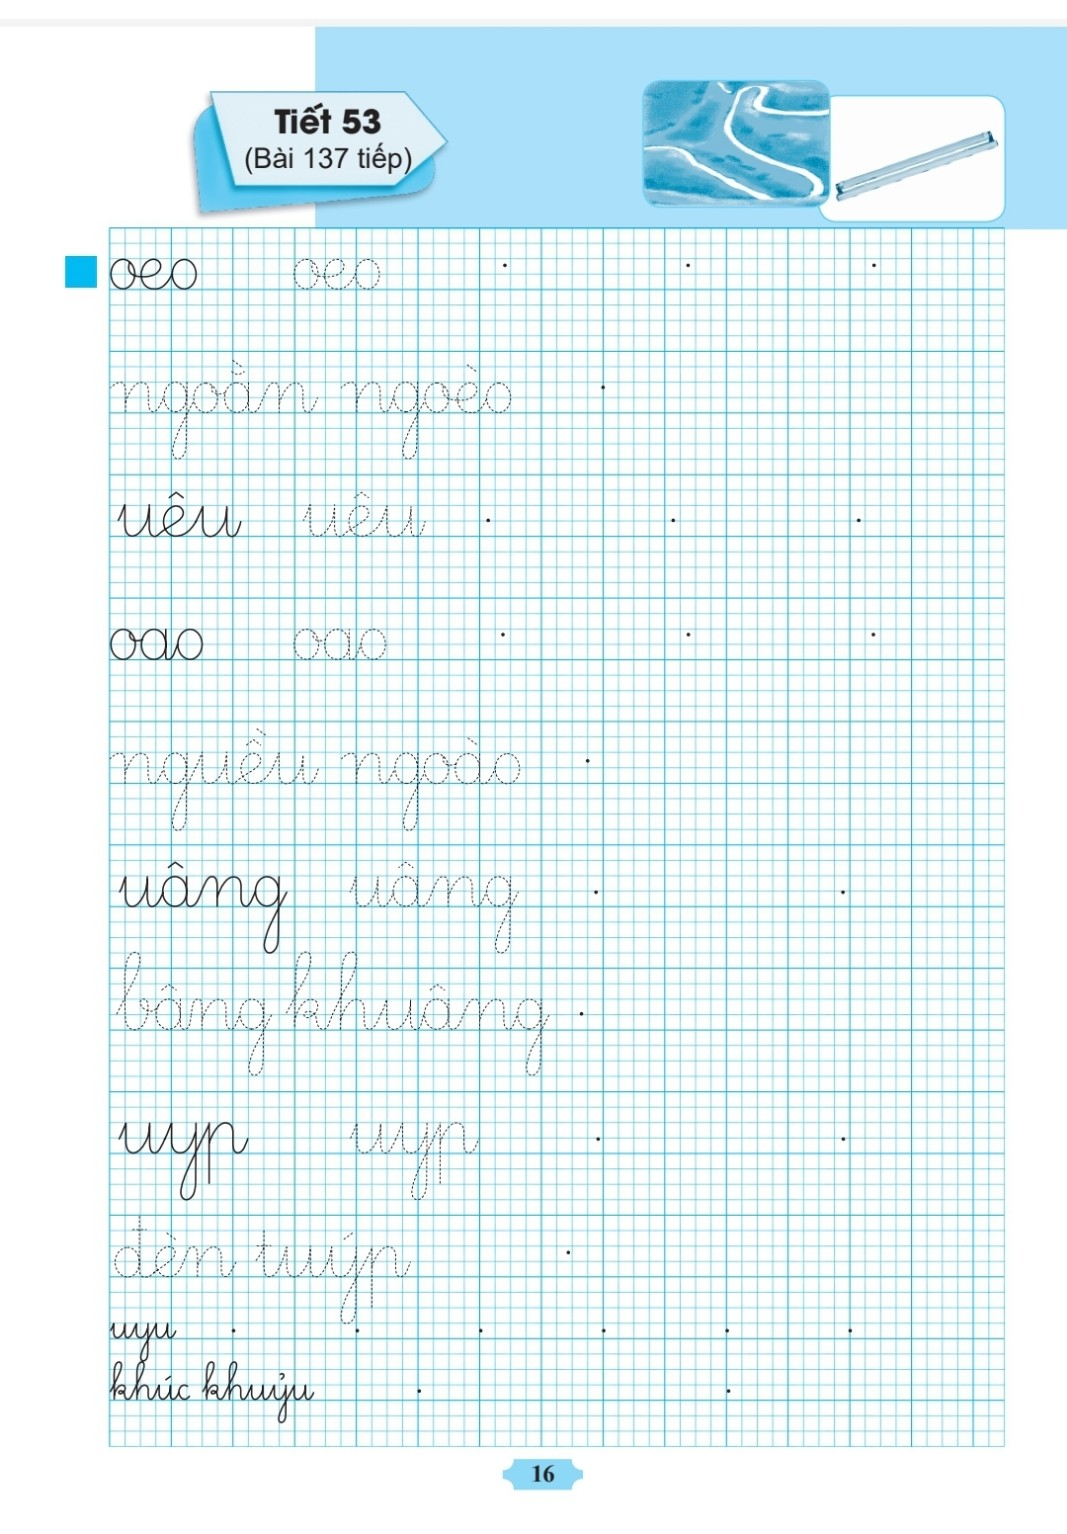 Tiết 53
(Bài 137 tiếp)
oeo oeo
ngoằn ngoèo
uêu uêu
oao oao
nguều ngoào
uâng uâng
bâng khuâng
uyp uyp
đèn tuýp
uyu
khúc khuỷu
16